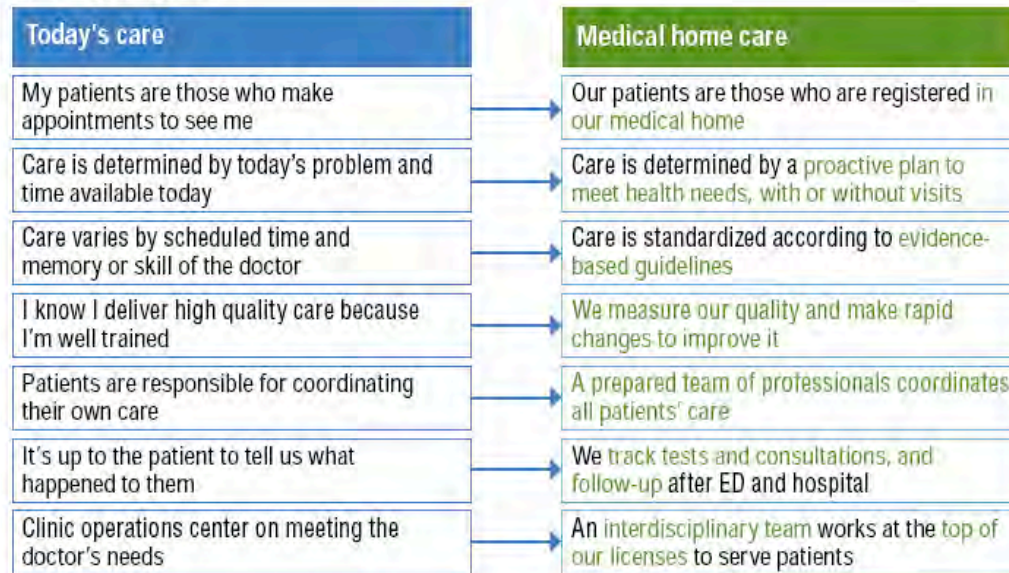 Today's care
Medical home care
My patients are those who make
appointments to see me
Our patients are those who are registered in
our medical home
Care is determined by today's problem and
time available today
Care is determined by a proactive plan to
meet health needs, with or without visits
Care varies by scheduled time and
memory or skill of the doctor
Care is standardized according to evidence-
based guidelines
I know I deliver high quality care because
I'm well trained
We measure our quality and make rapid
changes to improve it
Patients are responsible for coordinating
their own care
A prepared team of professionals coordinates
all patients' care
It's up to the patient to tell us what
happened to them
We track tests and consultations, and
follow-up after ED and hospital
Clinic operations center on meeting the
doctor's needs
An interdisciplinary team works at the top of
our licenses to serve patients